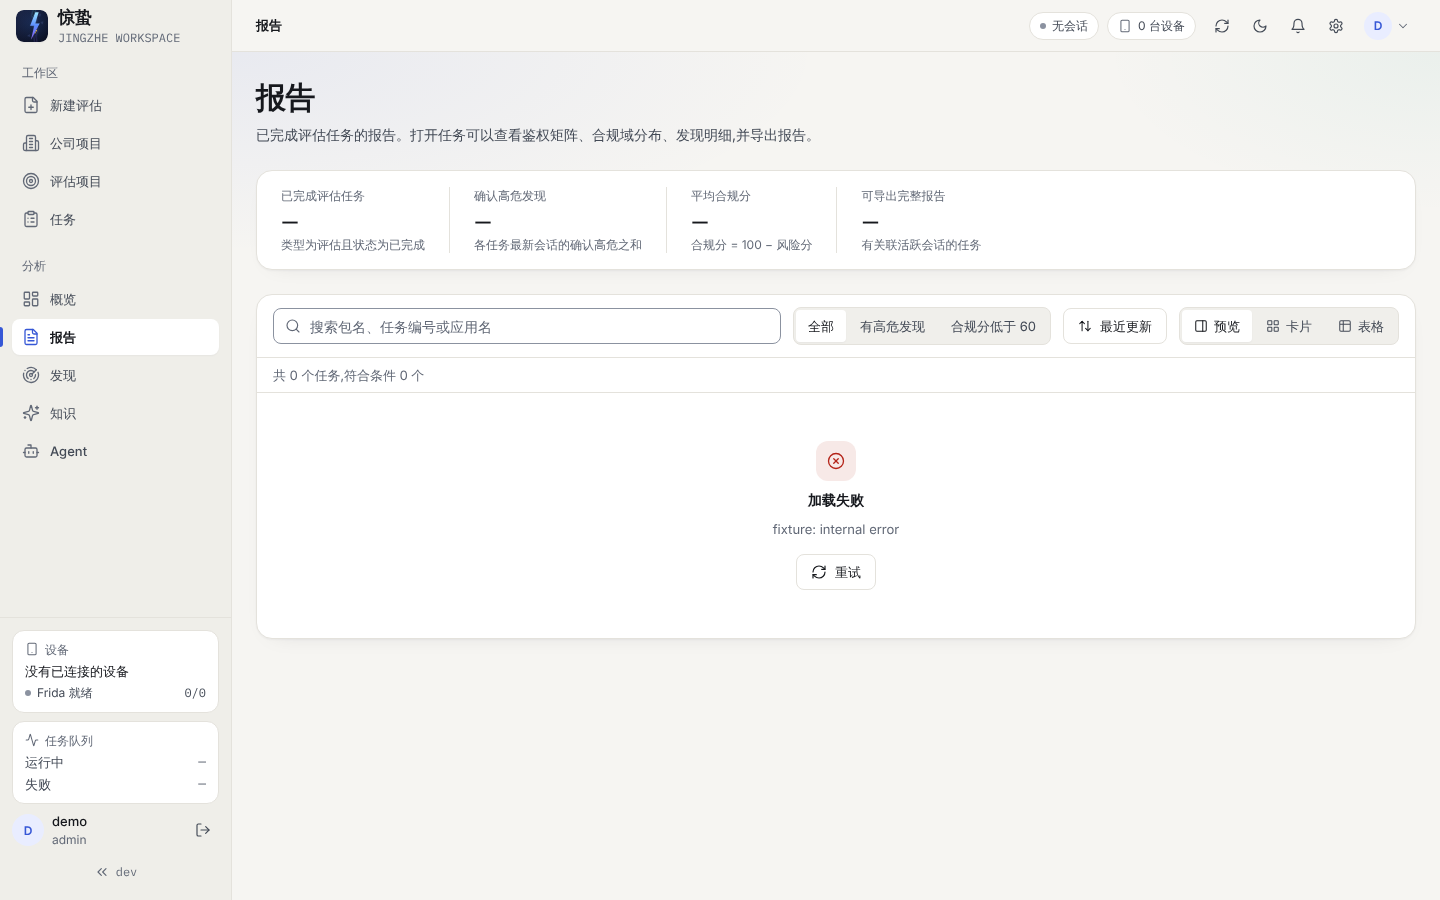 惊蛰
JINGZHE WORKSPACE
工作区
新建评估
公司项目
评估项目
任务
分析
概览
报告
发现
知识
Agent
设备
没有已连接的设备
Frida 就绪 0/0
任务队列
运行中 —
失败 —
D demo
admin
dev
报告
无会话
0 台设备
D
报告
已完成评估任务的报告。打开任务可以查看鉴权矩阵、合规域分布、发现明细,并导出报告。
已完成评估任务
—
类型为评估且状态为已完成
确认高危发现
—
各任务最新会话的确认高危之和
平均合规分
—
合规分 = 100 − 风险分
可导出完整报告
—
有关联活跃会话的任务
搜索包名、任务编号或应用名
全部 有高危发现 合规分低于 60
最近更新
预览 卡片 表格
共 0 个任务,符合条件 0 个
加载失败
fixture: internal error
重试